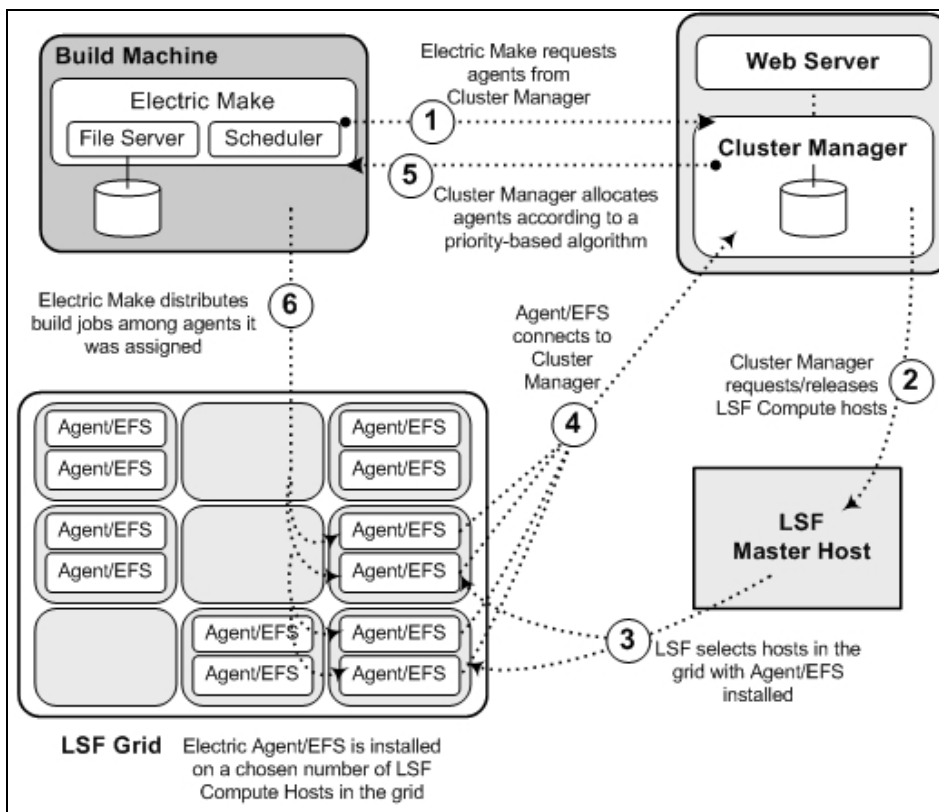 Build Machine
Electric Make
File Server
Scheduler
Electric Make requests
agents from
Cluster Manager
1
5
Cluster Manager allocates
agents according to a
priority-based algorithm
Web Server
Cluster Manager
Electric Make distributes
build jobs among agents it
was assigned
6
Agent/EFS
connects to
Cluster
Manager
4
Cluster Manager
requests/releases
LSF Compute hosts
2
Agent/EFS
Agent/EFS
Agent/EFS
Agent/EFS
Agent/EFS
Agent/EFS
Agent/EFS
Agent/EFS
Agent/EFS
Agent/EFS
Agent/EFS
Agent/EFS
LSF
Master Host
3
LSF selects hosts in the
grid with Agent/EFS
installed
LSF Grid
Electric Agent/EFS is installed
on a chosen number of LSF
Compute Hosts in the grid